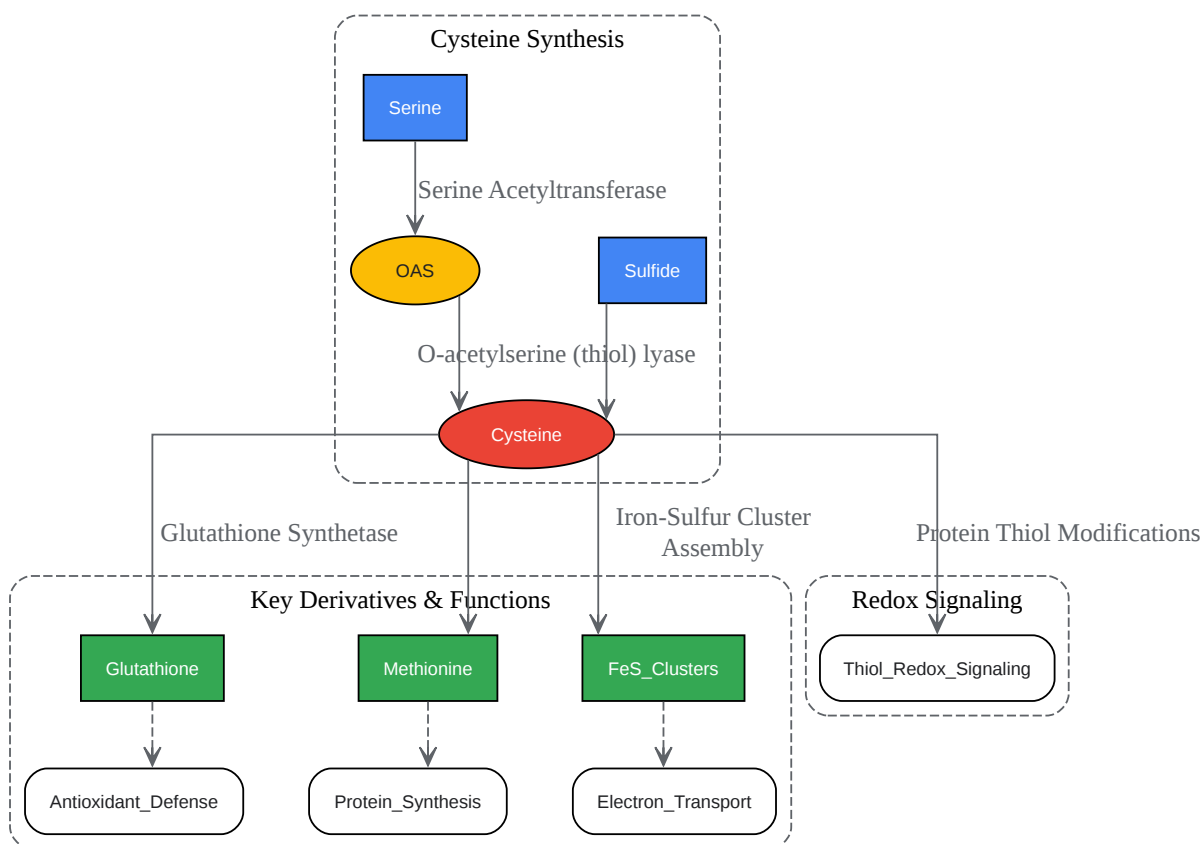 Cysteine Synthesis
Serine
Serine Acetyltransferase
OAS
Sulfide
O-acetylserine (thiol) lyase
Cysteine
Glutathione Synthetase
Iron-Sulfur Cluster
Assembly
Protein Thiol Modifications
Key Derivatives & Functions
Redox Signaling
Glutathione
Methionine
FeS_Clusters
Thiol_Redox_Signaling
Antioxidant_Defense
Protein_Synthesis
Electron_Transport